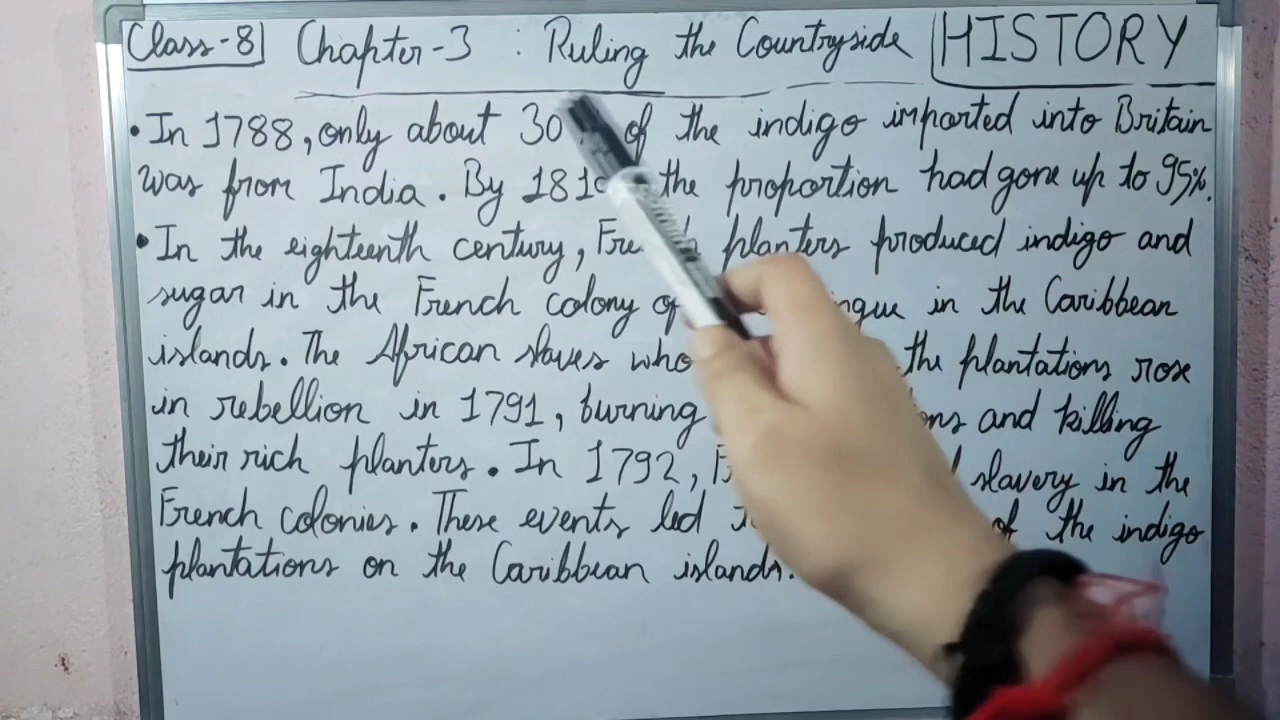 Class-8 Chapter-3 : Ruling the Countryside HISTORY
• In 1788, only about 30 of the indigo imported into Britain
was from India. By the proportion had gone up to 95%.
• In the eighteenth century, planters produced indigo and
sugar in the French colony of in the Caribbean
islands. The African slaves who the plantations rose
in rebellion in 1791, burning and killing
their rich planters. In 1792, slavery in the
French colonies. These events led of the indigo
plantations on the Caribbean islands.